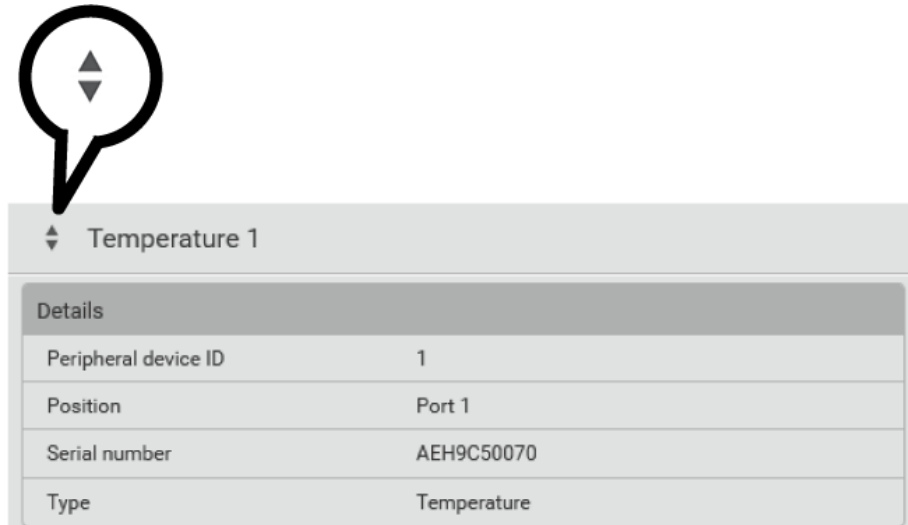 Temperature 1
Details
Peripheral device ID 1
Position Port 1
Serial number AEH9C50070
Type Temperature